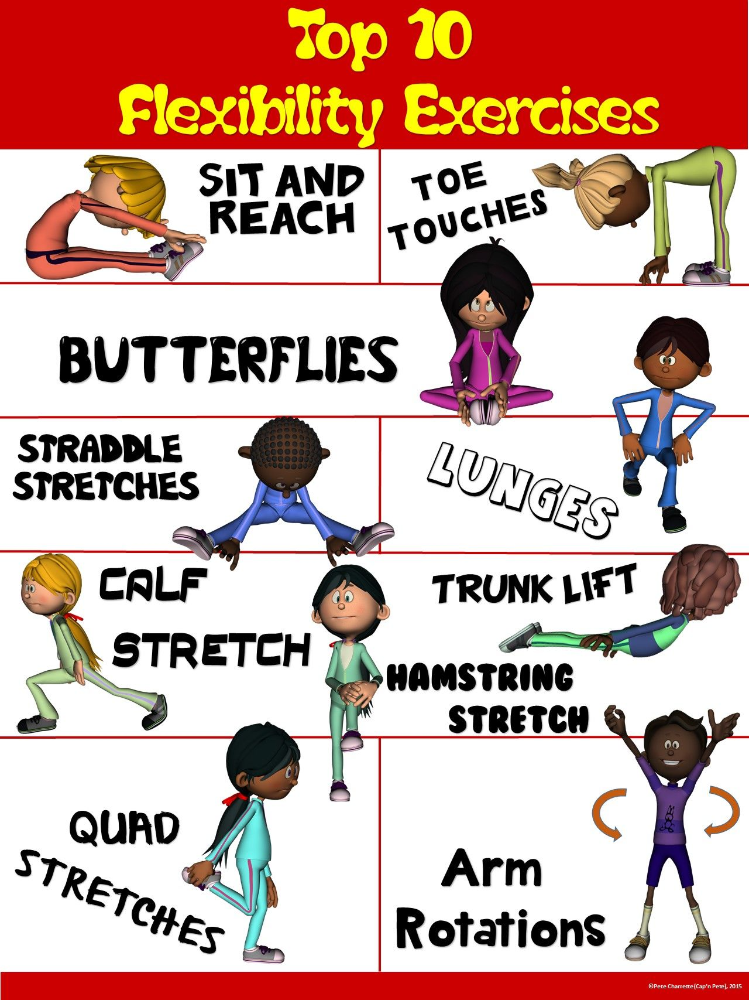 Top 10
Flexibility Exercises
SIT AND
REACH
TOE
TOUCHES
BUTTERFLIES
STRADDLE
STRETCHES
LUNGES
CALF
STRETCH
TRUNK LIFT
HAMSTRING
STRETCH
QUAD
STRETCHES
Arm
Rotations
©Pete Charrette (Cap'n Pete), 2015